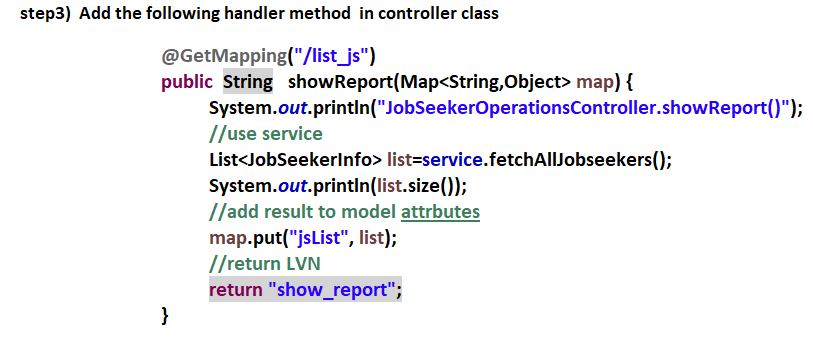 step3) Add the following handler method in controller class
@GetMapping("/list_js")
public String showReport(Map<String,Object> map) {
System.out.println("JobSeekerOperationsController.showReport()");
//use service
List<JobSeekerInfo> list=service.fetchAllJobseekers();
System.out.println(list.size());
//add result to model attrbutes
map.put("jsList", list);
//return LVN
return "show_report";
}